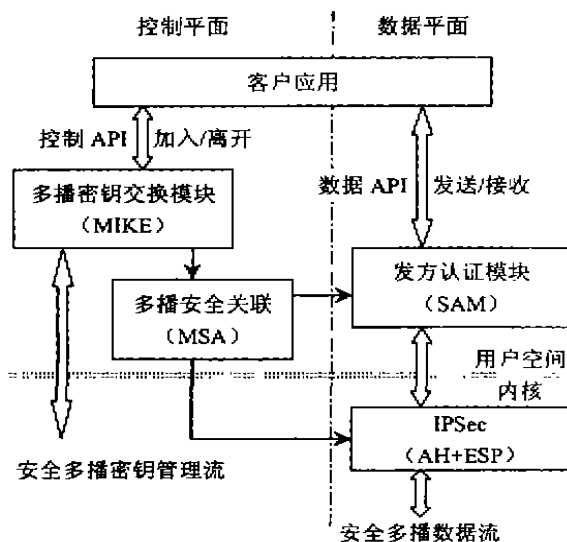 控制平面
数据平面
客户应用
控制 API 加入/离开
数据 API 发送/接收
多播密钥交换模块
（MIKE）
多播安全关联
（MSA）
发方认证模块
（SAM）
用户空间
内核
IPSec
（AH+ESP）
安全多播密钥管理流
安全多播数据流